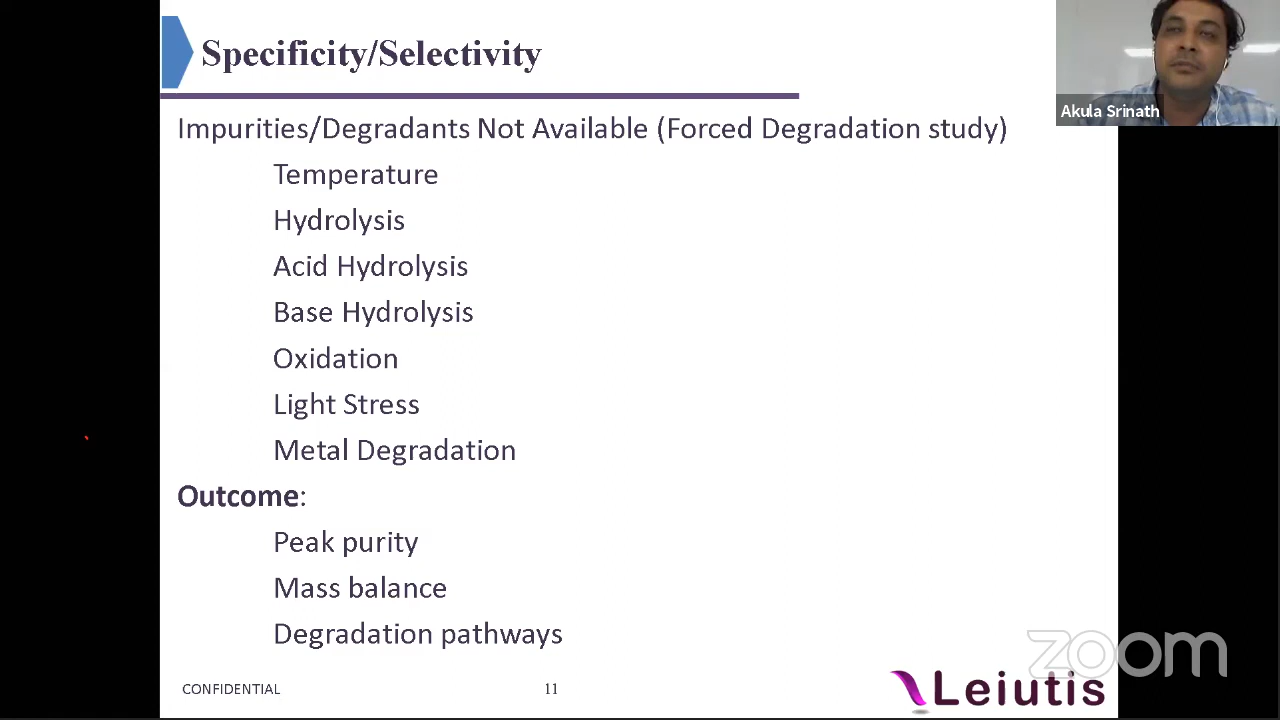 Specificity/Selectivity
Akula Srinath
Impurities/Degradants Not Available (Forced Degradation study)
Temperature
Hydrolysis
Acid Hydrolysis
Base Hydrolysis
Oxidation
Light Stress
Metal Degradation
Outcome:
Peak purity
Mass balance
Degradation pathways
zoom
CONFIDENTIAL
11
Leiutis